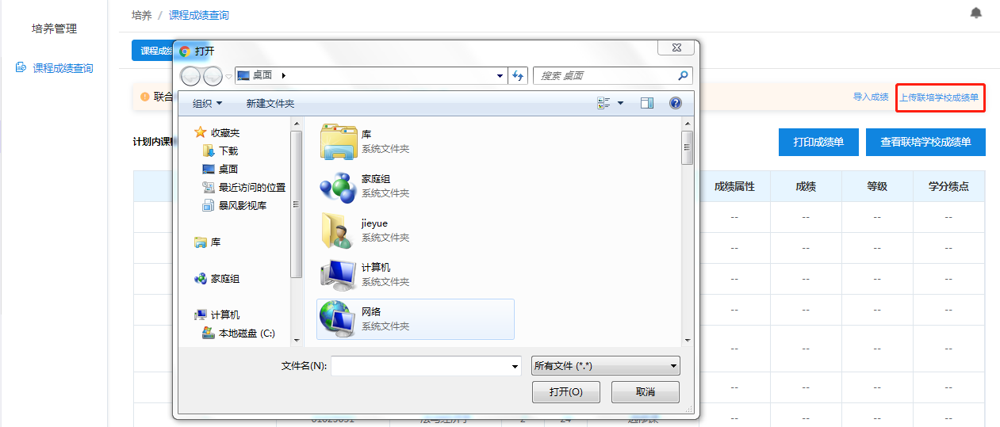 培养管理
课程成绩查询
培养 / 课程成绩查询
课程成绩
联合
导入成绩 上传联培学校成绩单
计划内课程
打印成绩单 查看联培学校成绩单
成绩属性 成绩 等级 学分绩点
-- -- -- --
-- -- -- --
-- -- -- --
-- -- -- --
-- -- -- --
-- -- -- --
-- -- -- --
打开
桌面
搜索 桌面
组织 新建文件夹
收藏夹
下载
桌面
最近访问的位置
暴风影视库
库
家庭组
计算机
本地磁盘 (C:)
库
系统文件夹
家庭组
系统文件夹
jieyue
系统文件夹
计算机
系统文件夹
网络
系统文件夹
文件名(N):
所有文件 (*.*)
打开(O) 取消